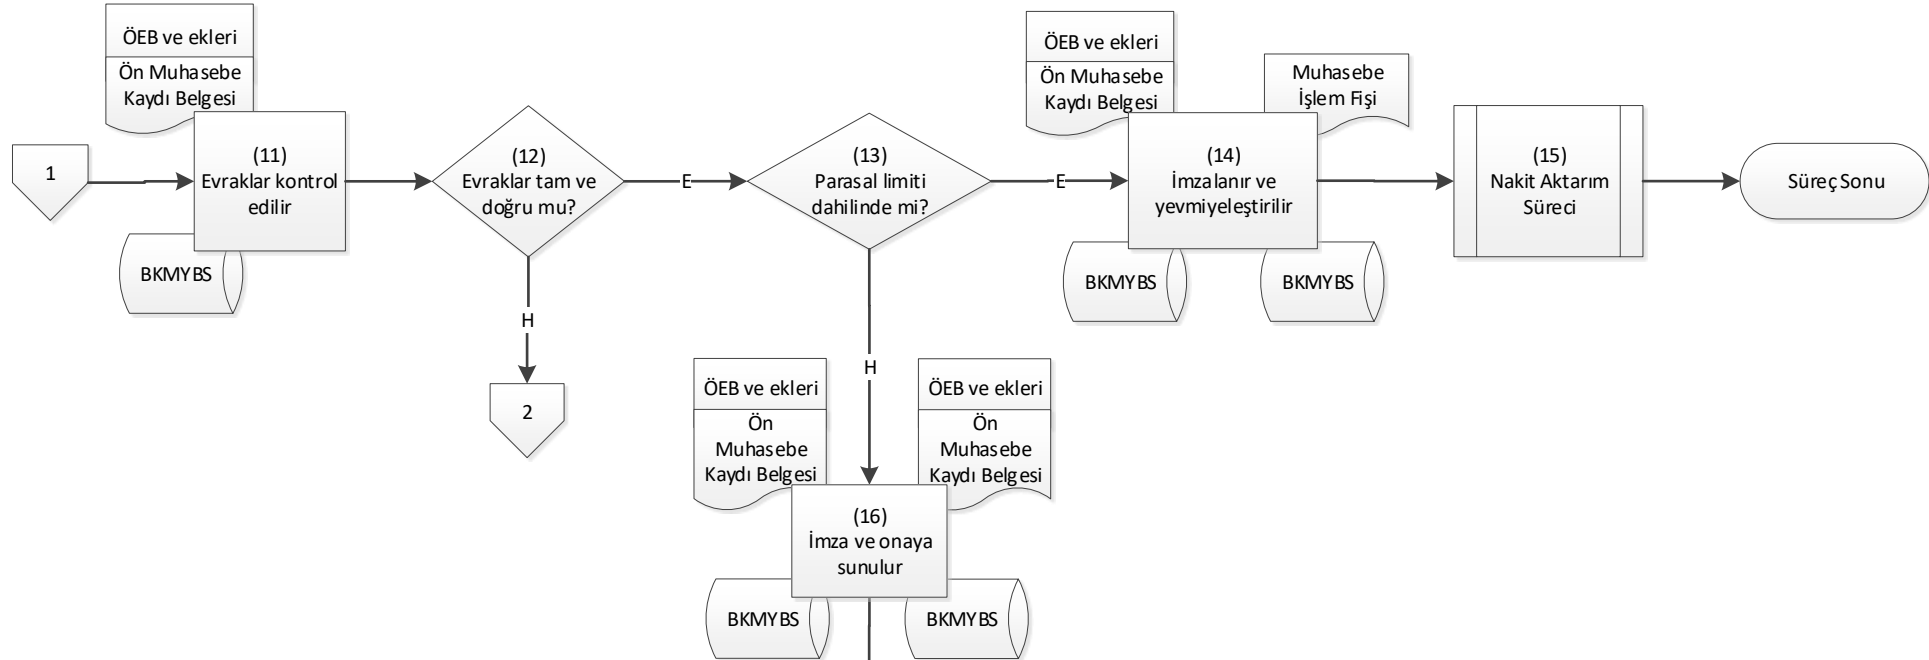 ÖEB ve ekleri
Ön Muhasebe
Kaydı Belgesi
1
(11)
Evraklar kontrol
edilir
BKMYBS
(12)
Evraklar tam ve
doğru mu?
E
H
2
(13)
Parasal limiti
dahilinde mi?
E
H
ÖEB ve ekleri
Ön Muhasebe
Kaydı Belgesi
Muhasebe
İşlem Fişi
(14)
İmzalanır ve
yevmiyeleştirilir
BKMYBS
BKMYBS
(15)
Nakit Aktarım
Süreci
Süreç Sonu
ÖEB ve ekleri
Ön
Muhasebe
Kaydı Belgesi
ÖEB ve ekleri
Ön
Muhasebe
Kaydı Belgesi
(16)
İmza ve onaya
sunulur
BKMYBS
BKMYBS